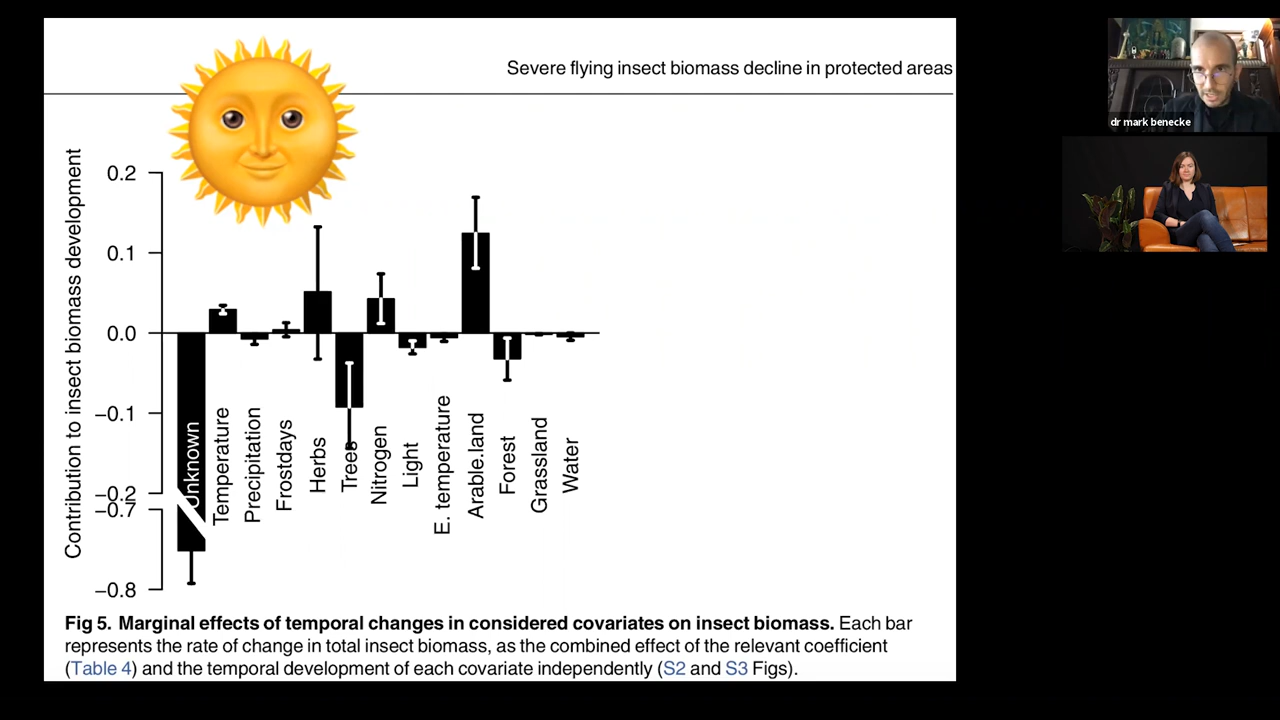 Severe flying insect biomass decline in protected areas
dr mark benecke
Contribution to insect biomass development
0.2
0.1
0.0
−0.1
−0.2
−0.7
−0.8
Unknown
Temperature
Precipitation
Frostdays
Herbs
Trees
Nitrogen
Light
E. temperature
Arable.land
Forest
Grassland
Water
Fig 5. Marginal effects of temporal changes in considered covariates on insect biomass. Each bar
represents the rate of change in total insect biomass, as the combined effect of the relevant coefficient
(Table 4) and the temporal development of each covariate independently (S2 and S3 Figs).